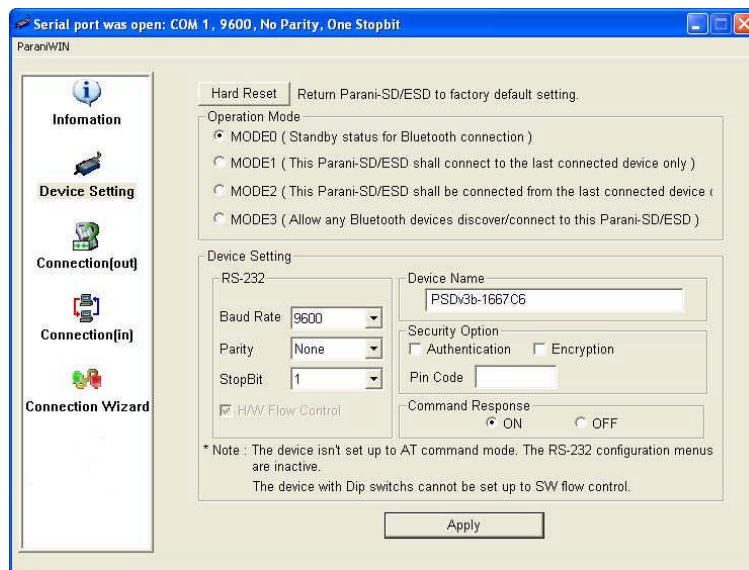 Serial port was open: COM 1, 9600, No Parity, One Stopbit
ParaniWIN
Infomation
Device Setting
Connection(out)
Connection(in)
Connection Wizard
Hard Reset Return Parani-SD/ESD to factory default setting.
Operation Mode
MODE0 ( Standby status for Bluetooth connection )
MODE1 (This Parani-SD/ESD shall connect to the last connected device only )
MODE2 (This Parani-SD/ESD shall be connected from the last connected device
MODE3 (Allow any Bluetooth devices discover/connect to this Parani-SD/ESD )
Device Setting
RS-232
Baud Rate 9600
Parity None
StopBit 1
H/W Flow Control
Device Name
PSDv3b-1667C6
Security Option
Authentication Encryption
Pin Code
Command Response
ON OFF
* Note : The device isn't set up to AT command mode. The RS-232 configuration menus
are inactive.
The device with Dip switchs cannot be set up to SW flow control.
Apply